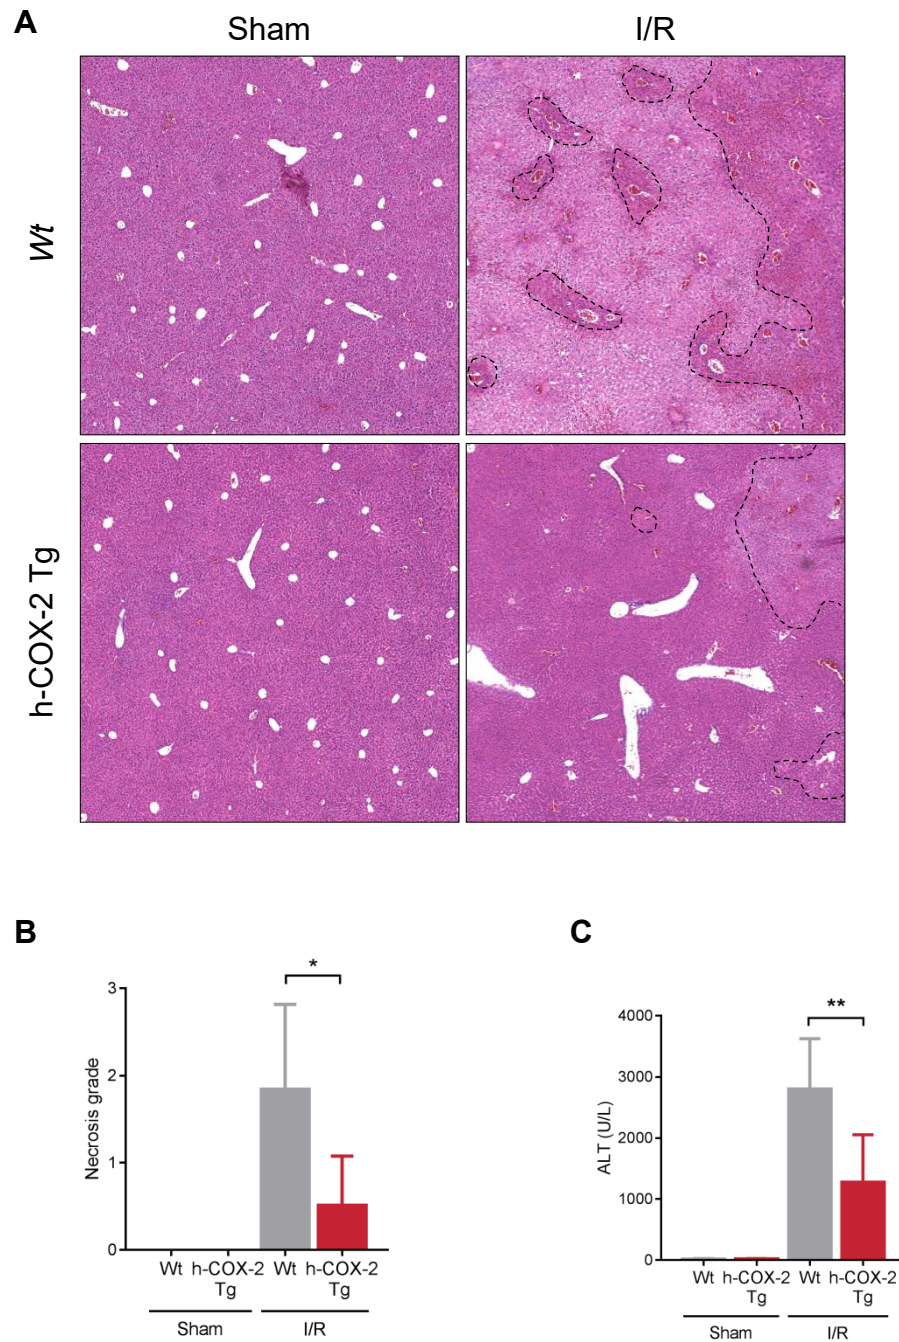 A
Sham
I/R
Wt
h-COX-2 Tg
B
*
3
2
1
0
Necrosis grade
Wt
h-COX-2
Tg
Wt
h-COX-2
Tg
Sham
I/R
C
**
4000
3000
2000
1000
0
ALT (U/L)
Wt
h-COX-2
Tg
Wt
h-COX-2
Tg
Sham
I/R